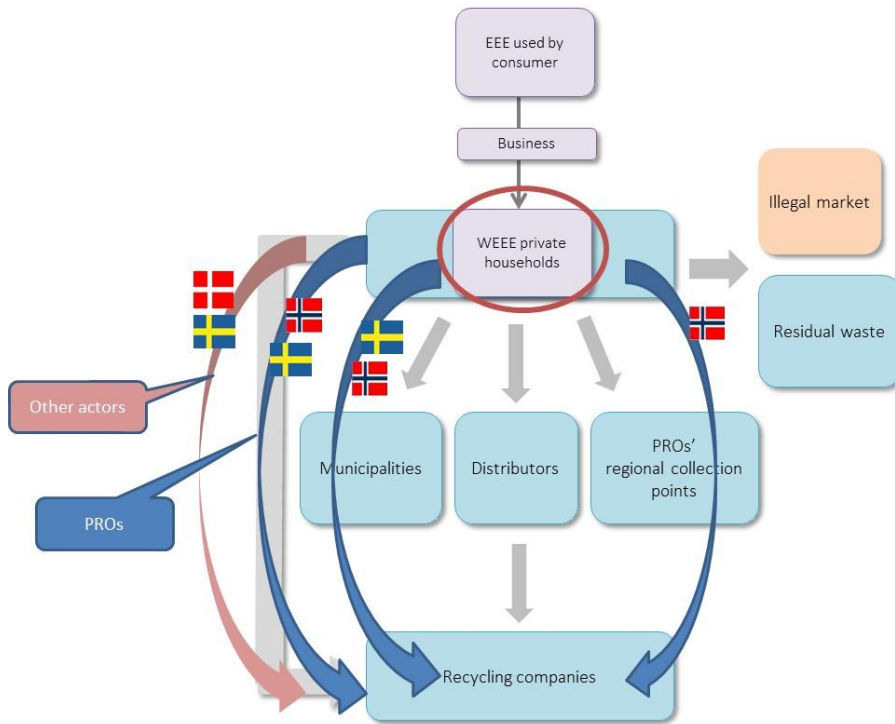 EEE used by
consumer
Business
WEEE private
households
Illegal market
Residual waste
Other actors
PROs
Municipalities
Distributors
PROs’
regional collection
points
Recycling companies